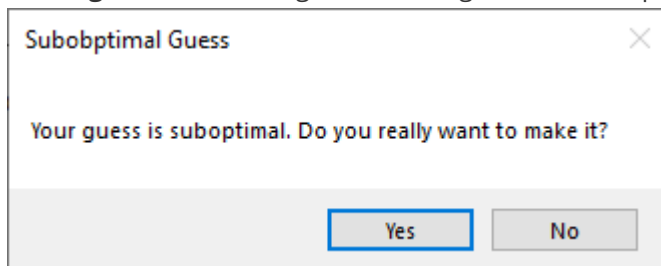 Subobptimal Guess
Your guess is suboptimal. Do you really want to make it?
Yes
No